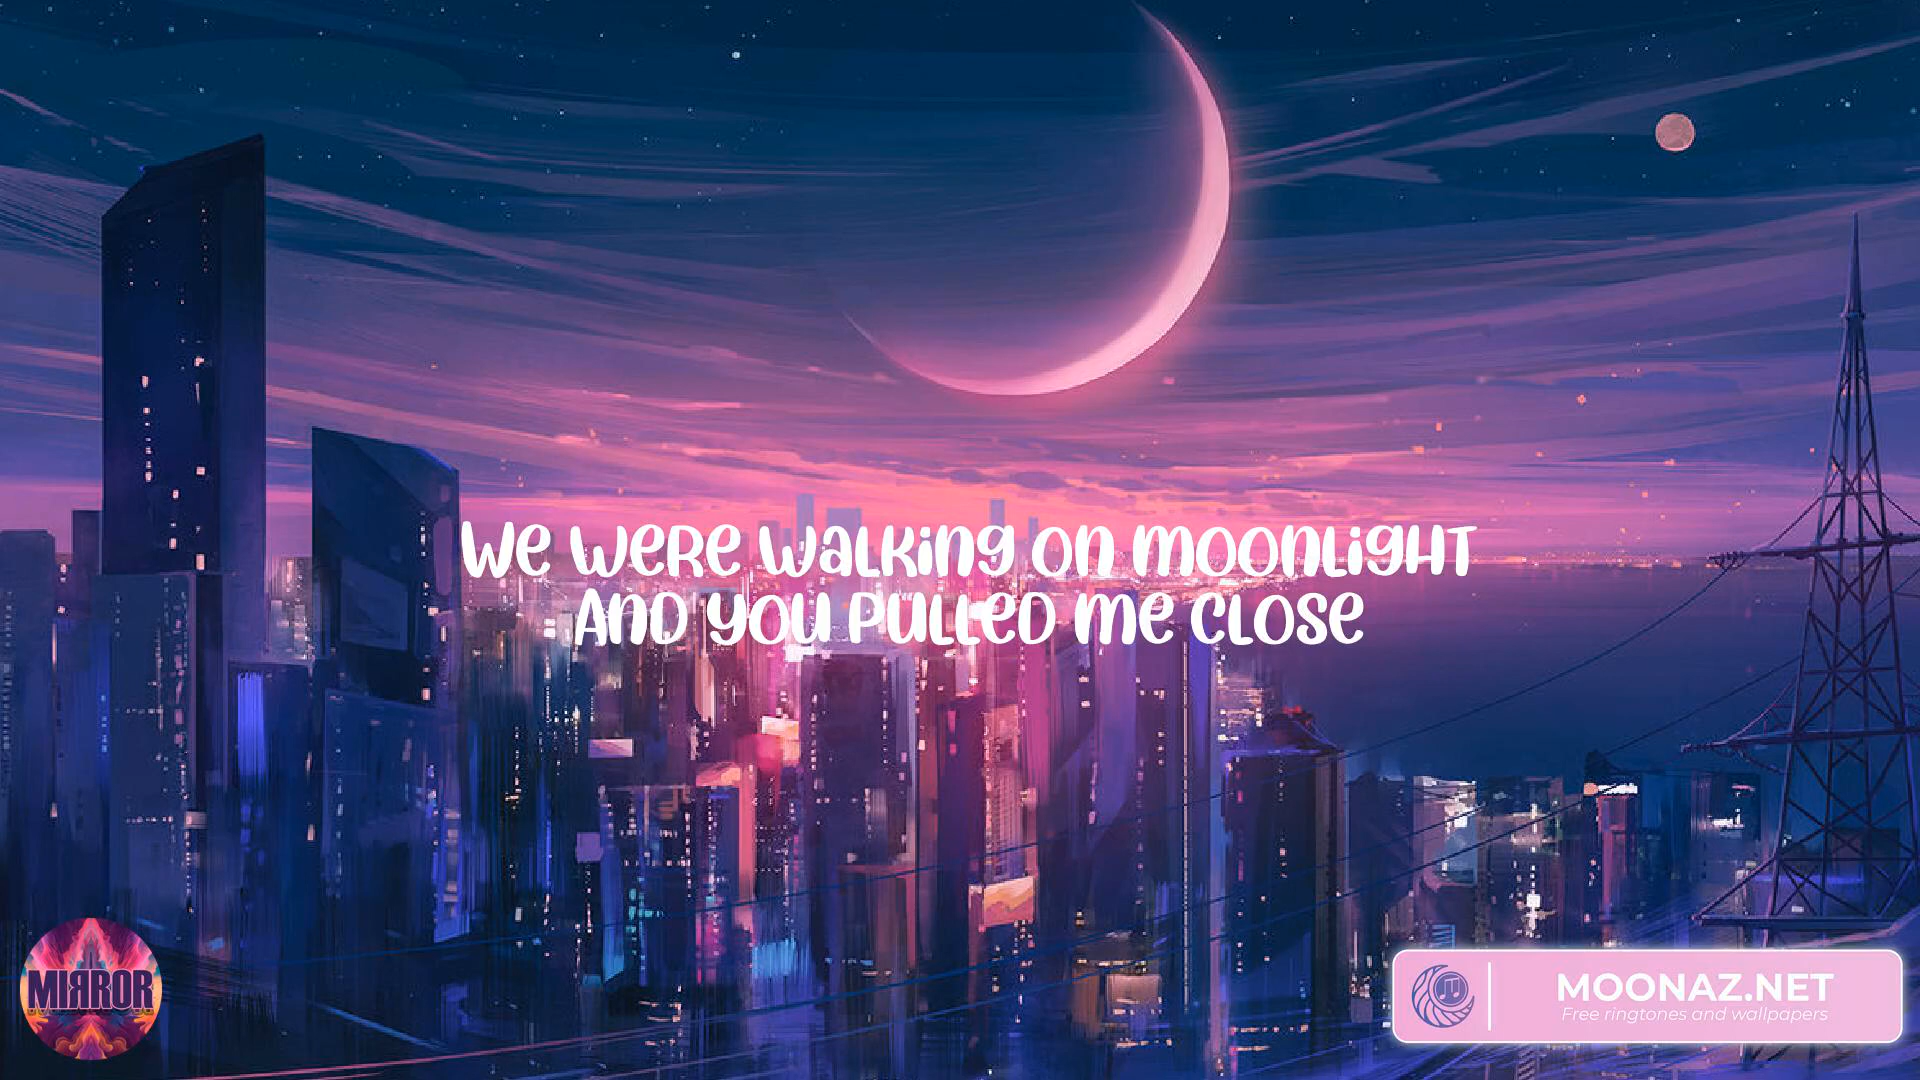 We were walking on moonlight
And you pulled me close
MIRROR
MOONAZ.NET
Free ringtones and wallpapers